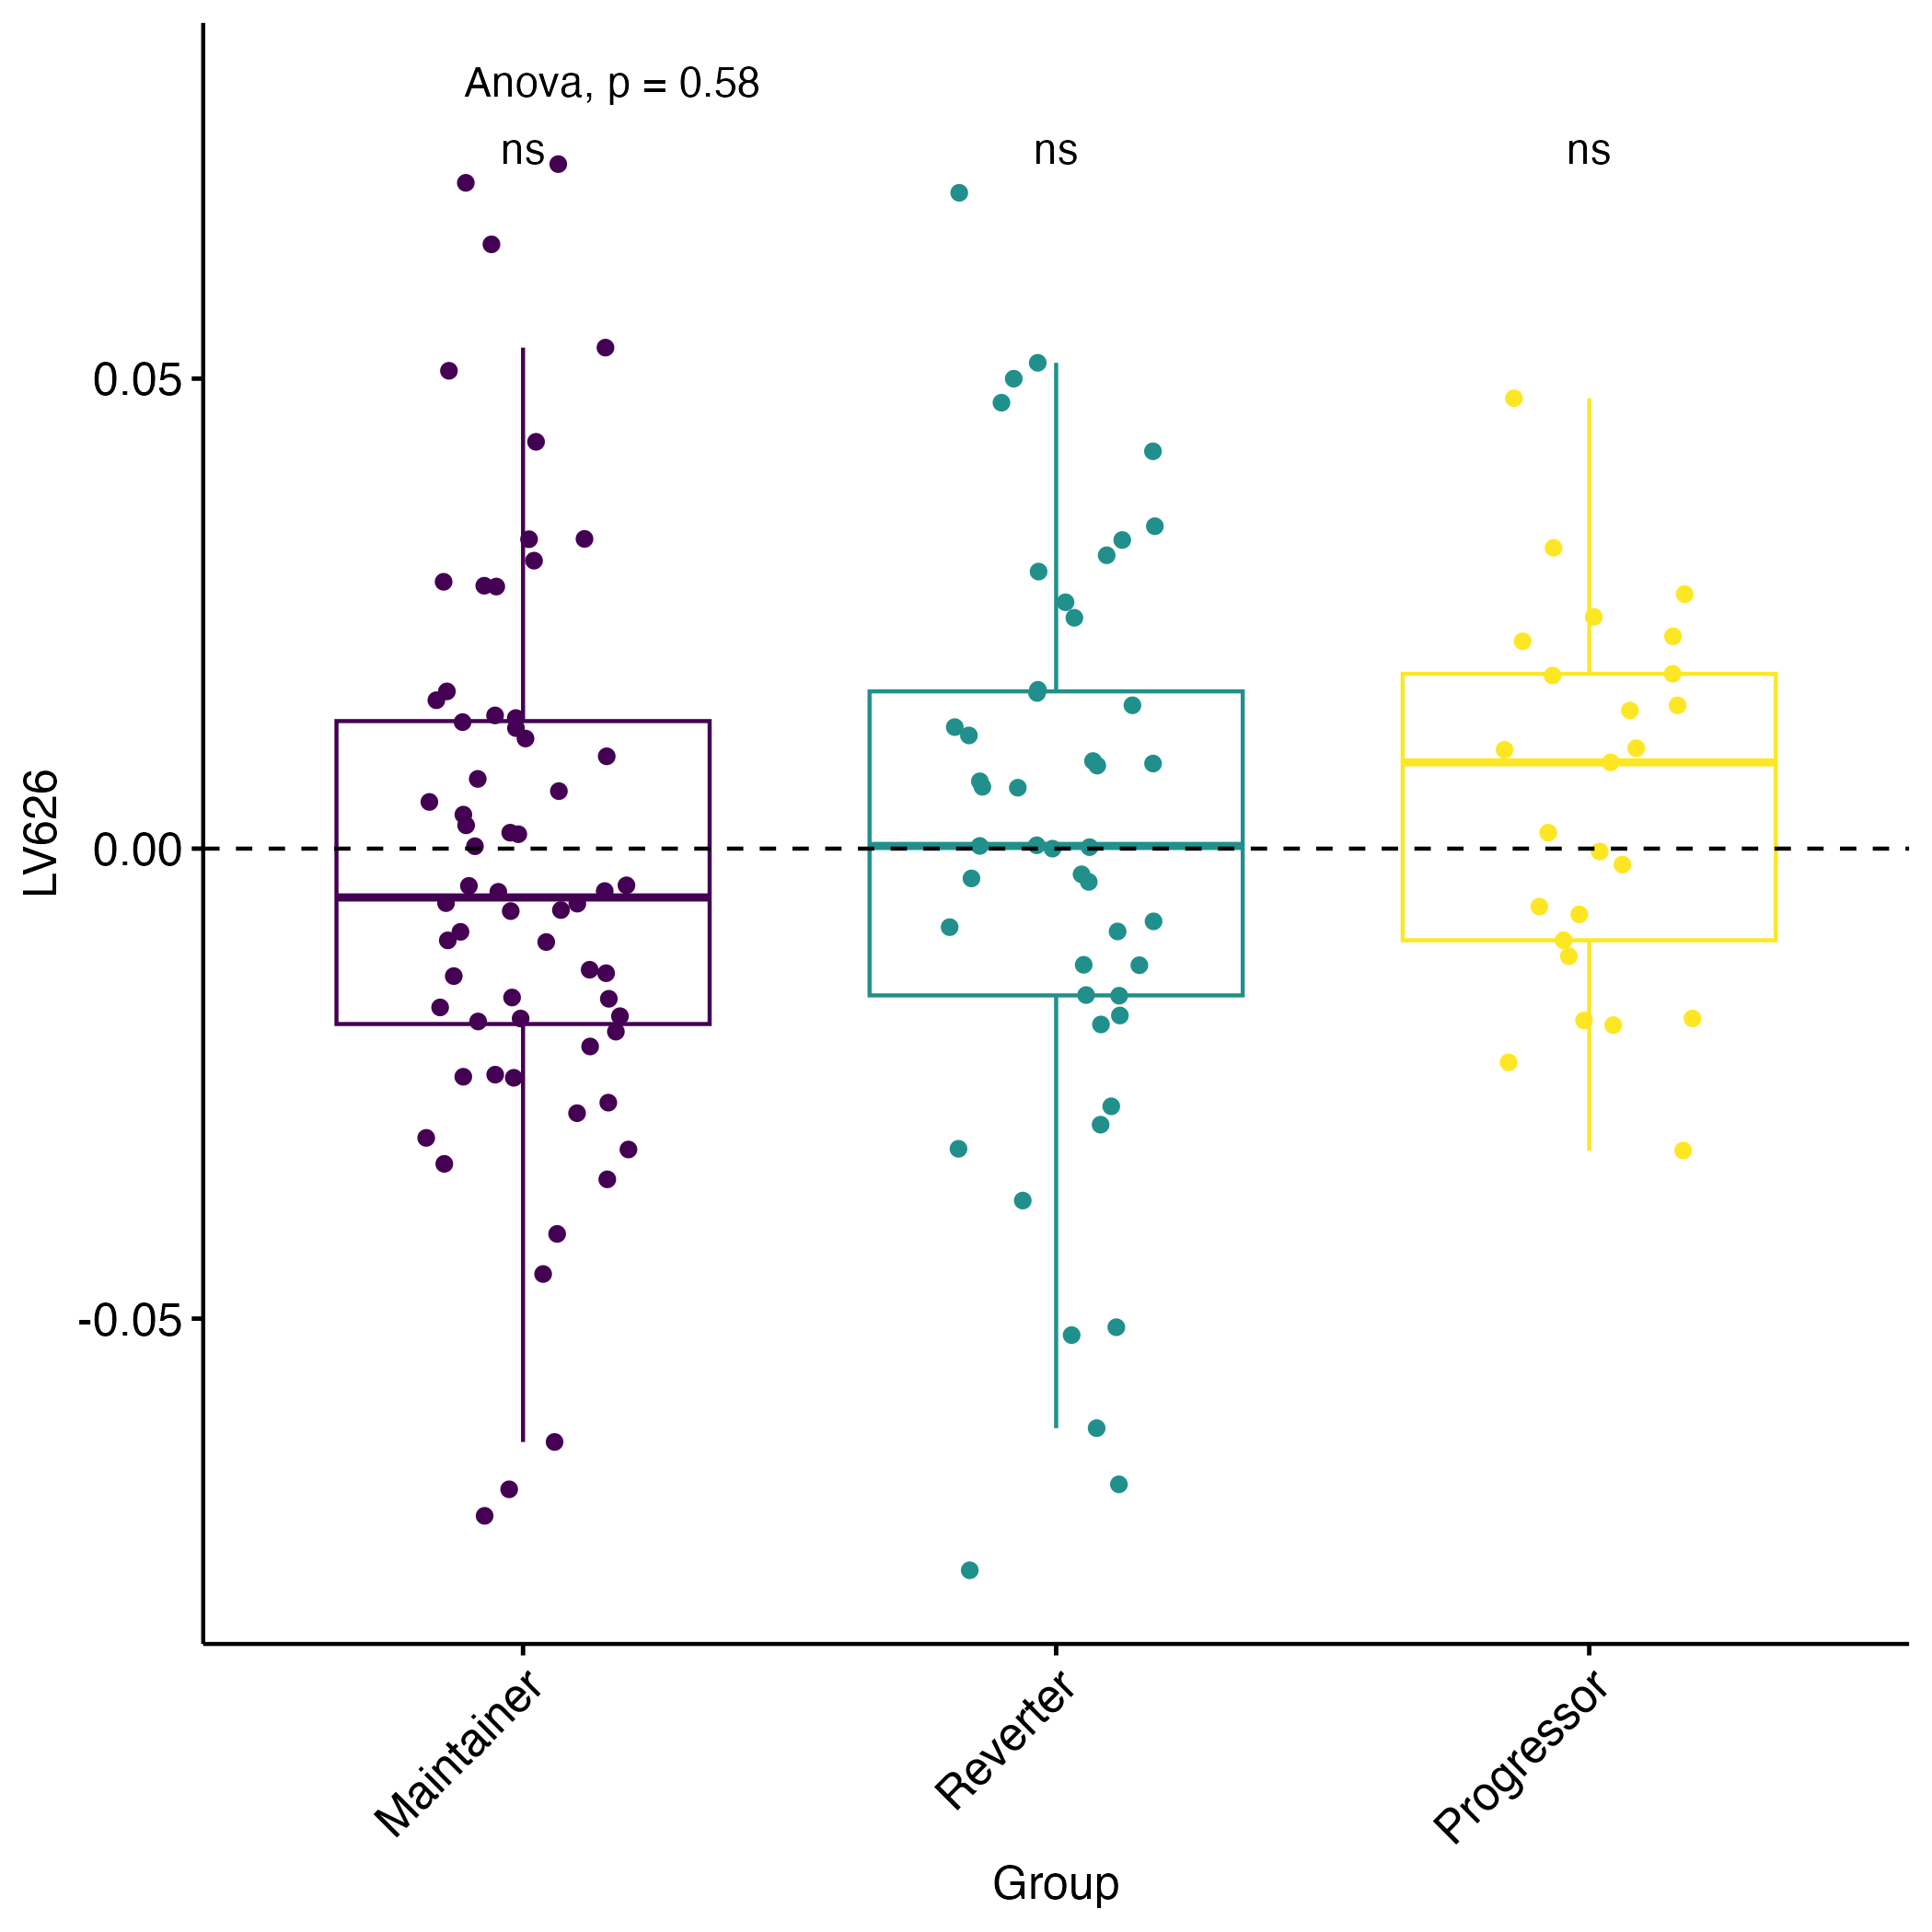 Anova, p = 0.58
ns ns ns
0.05
0.00
-0.05
LV626
Maintainer
Reverter
Progressor
Group